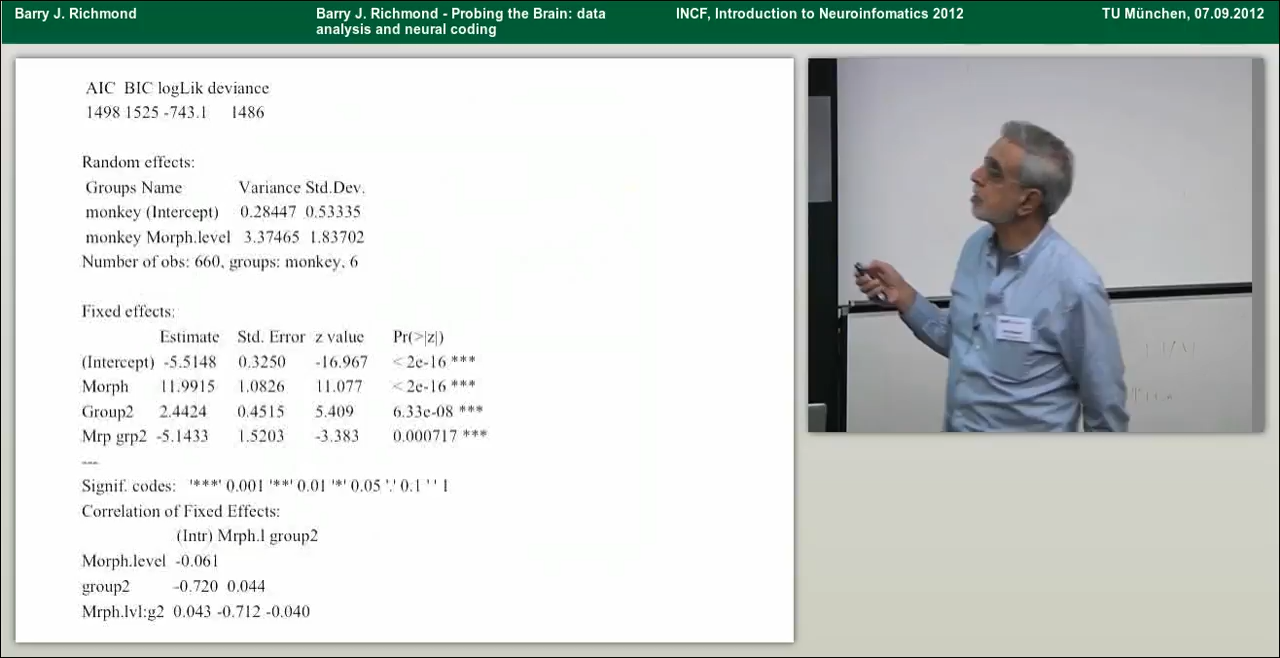 Barry J. Richmond
Barry J. Richmond - Probing the Brain: data
analysis and neural coding
INCF, Introduction to Neuroinfomatics 2012
TU München, 07.09.2012
AIC BIC logLik deviance
1498 1525 -743.1 1486
Random effects:
Groups Name Variance Std.Dev.
monkey (Intercept) 0.28447 0.53335
monkey Morph.level 3.37465 1.83702
Number of obs: 660, groups: monkey, 6
Fixed effects:
Estimate Std. Error z value Pr(>|z|)
(Intercept) -5.5148 0.3250 -16.967 < 2e-16 ***
Morph 11.9915 1.0826 11.077 < 2e-16 ***
Group2 2.4424 0.4515 5.409 6.33e-08 ***
Mrp grp2 -5.1433 1.5203 -3.383 0.000717 ***
---
Signif. codes: '***' 0.001 '**' 0.01 '*' 0.05 '.' 0.1 ' ' 1
Correlation of Fixed Effects:
(Intr) Mrph.l group2
Morph.level -0.061
group2 -0.720 0.044
Mrph.lvl:g2 0.043 -0.712 -0.040